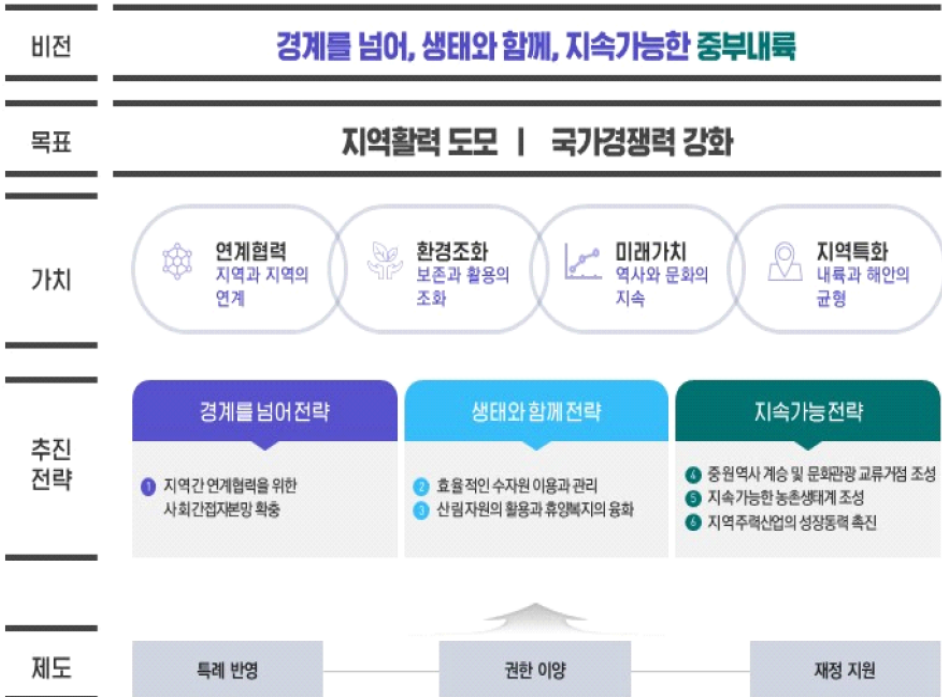 비전
경계를 넘어, 생태와 함께, 지속가능한 중부내륙
목표
지역활력 도모 | 국가경쟁력 강화
가치
연계협력
지역과 지역의
연계
환경조화
보존과 활용의
조화
미래가치
역사와 문화의
지속
지역특화
내륙과 해안의
균형
추진
전략
경계를 넘어 전략
1 지역간 연계협력을 위한
사회간접자본망 확충
생태와 함께 전략
2 효율적인 수자원 이용과 관리
3 산림자원의 활용과 휴양복지의 융화
지속가능 전략
4 중원역사 계승 및 문화관광 교류거점 조성
5 지속가능한 농촌생태계 조성
6 지역주력산업의 성장동력 촉진
제도
특례 반영
권한 이양
재정 지원